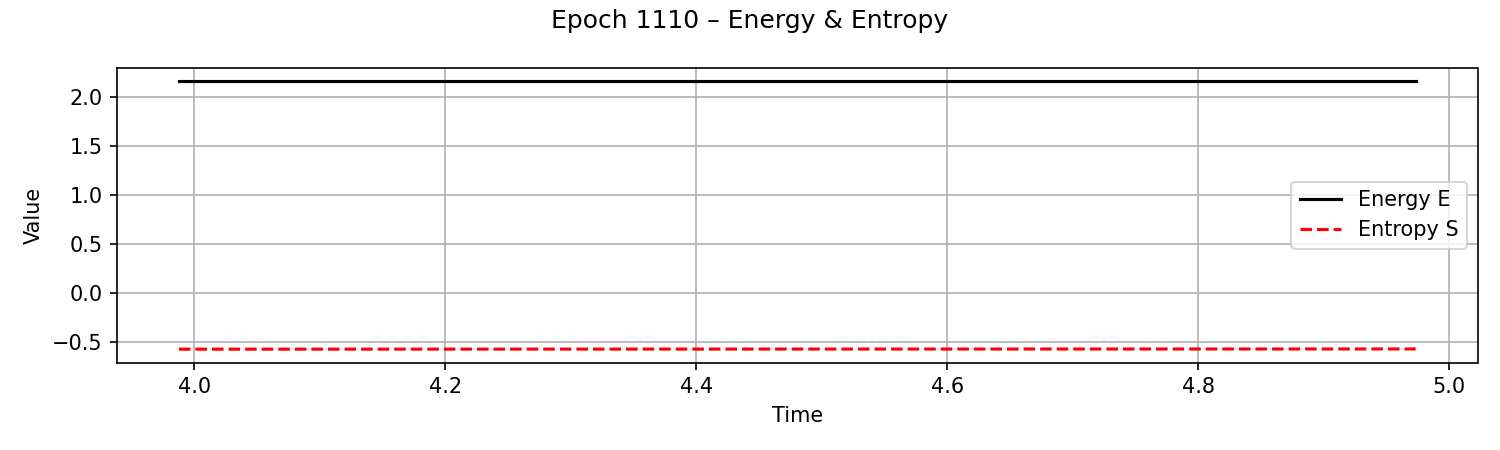 Epoch 1110 – Energy & Entropy
Value
2.0
1.5
1.0
0.5
0.0
−0.5
Energy E
Entropy S
4.0 4.2 4.4 4.6 4.8 5.0
Time